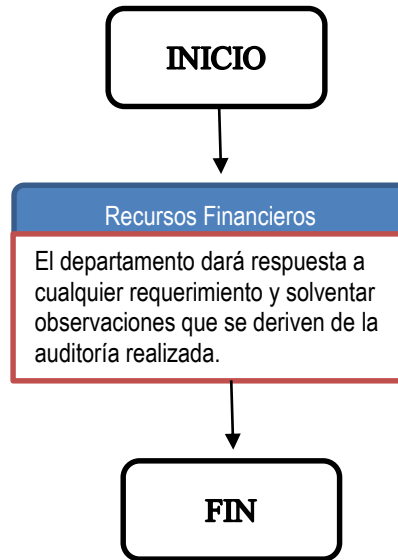 INICIO
Recursos Financieros
El departamento dará respuesta a
cualquier requerimiento y solventar
observaciones que se deriven de la
auditoría realizada.
FIN